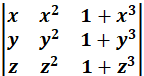 x x² 1 + x³
y y² 1 + y³
z z² 1 + z³